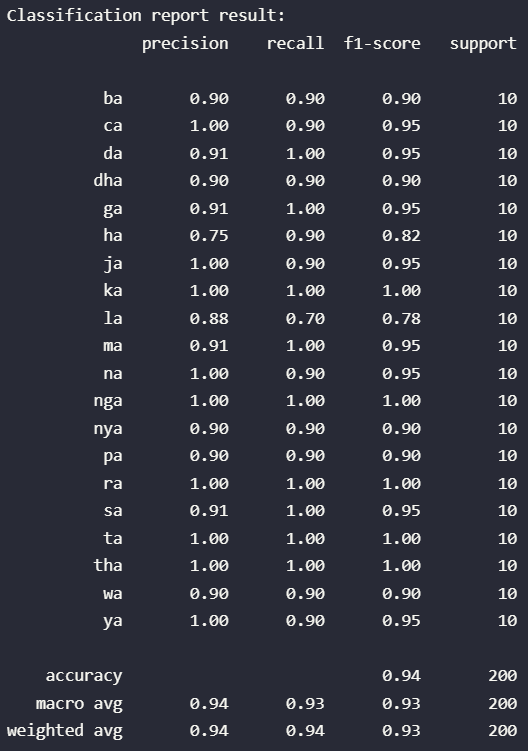 Classification report result:
precision recall f1-score support
ba 0.90 0.90 0.90 10
ca 1.00 0.90 0.95 10
da 0.91 1.00 0.95 10
dha 0.90 0.90 0.90 10
ga 0.91 1.00 0.95 10
ha 0.75 0.90 0.82 10
ja 1.00 0.90 0.95 10
ka 1.00 1.00 1.00 10
la 0.88 0.70 0.78 10
ma 0.91 1.00 0.95 10
na 1.00 0.90 0.95 10
nga 1.00 1.00 1.00 10
nya 0.90 0.90 0.90 10
pa 0.90 0.90 0.90 10
ra 1.00 1.00 1.00 10
sa 0.91 1.00 0.95 10
ta 1.00 1.00 1.00 10
tha 1.00 1.00 1.00 10
wa 0.90 0.90 0.90 10
ya 1.00 0.90 0.95 10
accuracy 0.94 200
macro avg 0.94 0.93 0.93 200
weighted avg 0.94 0.94 0.93 200